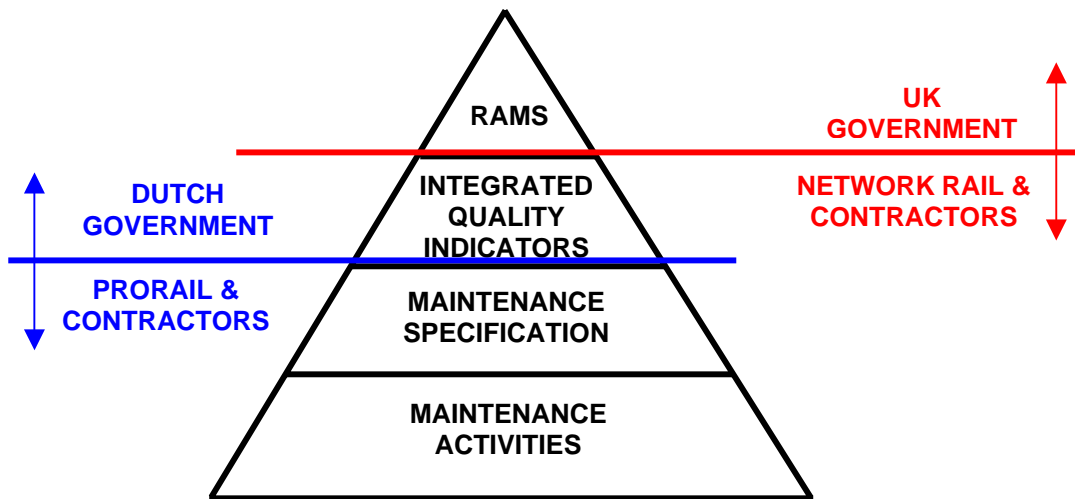 RAMS
UK
GOVERNMENT
NETWORK RAIL &
CONTRACTORS
INTEGRATED
QUALITY
INDICATORS
DUTCH
GOVERNMENT
PRORAIL &
CONTRACTORS
MAINTENANCE
SPECIFICATION
MAINTENANCE
ACTIVITIES